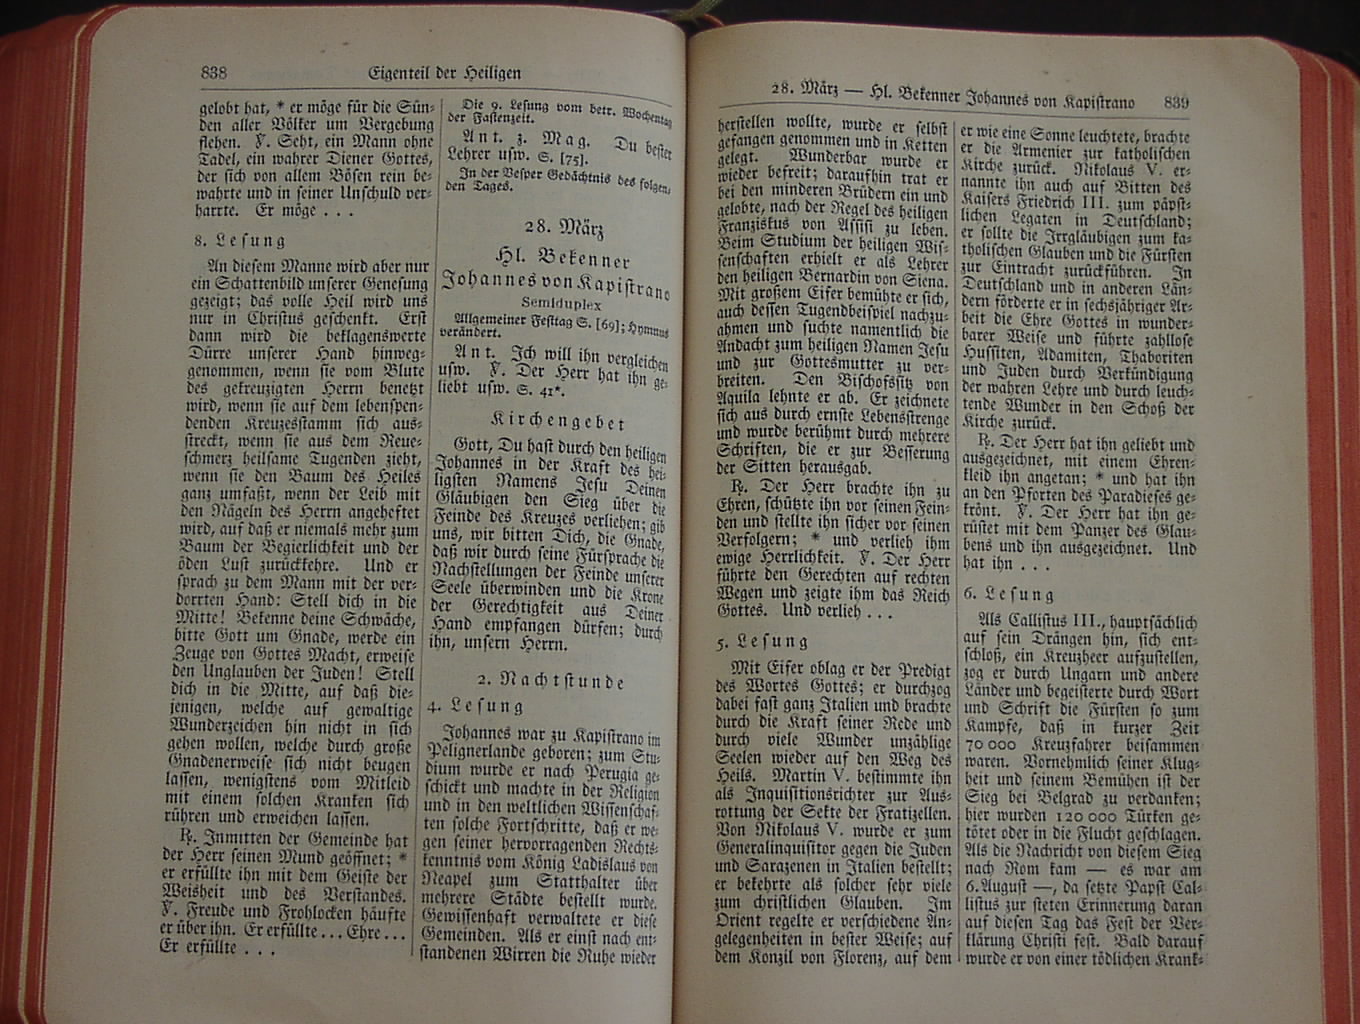 838
Eigenteil der Heiligen
gelobt hat, * er möge für die Sün-
den aller Völker um Vergebung
flehen. ℣. Seht, ein Mann ohne
Tadel, ein wahrer Diener Gottes,
der sich von allem Bösen rein be-
wahrte und in seiner Unschuld ver-
harrte. Er möge . . .
8. Lesung
An diesem Manne wird aber nur
ein Schattenbild unserer Genesung
gezeigt; das volle Heil wird uns
nur in Christus geschenkt. Erst
dann wird die beklagenswerte
Dürre unserer Hand hinweg-
genommen, wenn sie vom Blute
des gekreuzigten Herrn benetzt
wird, wenn sie auf dem lebenspen-
denden Kreuzesstamm sich aus-
streckt, wenn sie aus dem Reue-
schmerz heilsame Tugenden zieht,
wenn sie den Baum des Heiles
ganz umfaßt, wenn der Leib mit
den Nägeln des Herrn angeheftet
wird, auf daß er niemals mehr zum
Baum der Begierlichkeit und der
öden Lust zurückkehre. Und er
sprach zu dem Mann mit der ver-
dorrten Hand: Stell dich in die
Mitte! Bekenne deine Schwäche,
bitte Gott um Gnade, werde ein
Zeuge von Gottes Macht, erweise
den Unglauben der Juden! Stell
dich in die Mitte, auf daß die-
jenigen, welche auf gewaltige
Wunderzeichen hin nicht in sich
gehen wollen, welche durch große
Gnadenerweise sich nicht beugen
lassen, wenigstens vom Mitleid
mit einem solchen Kranken sich
rühren und erweichen lassen.
℟. Inmitten der Gemeinde hat
der Herr seinen Mund geöffnet; *
er erfüllte ihn mit dem Geiste der
Weisheit und des Verstandes.
℣. Freude und Frohlocken häufte
er über ihn. Er erfüllte . . . Ehre . . .
Er erfüllte . . .
Die 9. Lesung vom betr. Wochentag
der Fastenzeit.
Ant. z. Mag. Du bester
Lehrer usw. S. [75].
In der Vesper Gedächtnis des folgen-
den Tages.
28. März
Hl. Bekenner
Johannes von Kapistrano
Semiduplex
Allgemeiner Festtag S. [69]; Hymnus
verändert.
Ant. Ich will ihn vergleichen
usw. ℣. Der Herr hat ihn ge-
liebt usw. S. 41*.
Kirchengebet
Gott, Du hast durch den heiligen
Johannes in der Kraft des hei-
ligsten Namens Jesu Deinen
Gläubigen den Sieg über die
Feinde des Kreuzes verliehen; gib
uns, wir bitten Dich, die Gnade,
daß wir durch seine Fürsprache die
Nachstellungen der Feinde unserer
Seele überwinden und die Krone
der Gerechtigkeit aus Deiner
Hand empfangen dürfen; durch
ihn, unsern Herrn.
2. Nachtstunde
4. Lesung
Johannes war zu Kapistrano im
Pelignerlande geboren; zum Stu-
dium wurde er nach Perugia ge-
schickt und machte in der Religion
und in den weltlichen Wissenschaf-
ten solche Fortschritte, daß er we-
gen seiner hervorragenden Rechts-
kenntnis vom König Ladislaus von
Neapel zum Statthalter über
mehrere Städte bestellt wurde.
Gewissenhaft verwaltete er diese
Gemeinden. Als er einst nach ent-
standenen Wirren die Ruhe wieder
28. März — Hl. Bekenner Johannes von Kapistrano
839
herstellen wollte, wurde er selbst
gefangen genommen und in Ketten
gelegt. Wunderbar wurde er
wieder befreit; daraufhin trat er
bei den minderen Brüdern ein und
gelobte, nach der Regel des heiligen
Franziskus von Assisi zu leben.
Beim Studium der heiligen Wis-
senschaften erhielt er als Lehrer
den heiligen Bernardin von Siena.
Mit großem Eifer bemühte er sich,
auch dessen Tugendbeispiel nachzu-
ahmen und suchte namentlich die
Andacht zum heiligen Namen Jesu
und zur Gottesmutter zu ver-
breiten. Den Bischofssitz von
Aquila lehnte er ab. Er zeichnete
sich aus durch ernste Lebensstrenge
und wurde berühmt durch mehrere
Schriften, die er zur Besserung
der Sitten herausgab.
℟. Der Herr brachte ihn zu
Ehren, schützte ihn vor seinen Fein-
den und stellte ihn sicher vor seinen
Verfolgern; * und verlieh ihm
ewige Herrlichkeit. ℣. Der Herr
führte den Gerechten auf rechten
Wegen und zeigte ihm das Reich
Gottes. Und verlieh . . .
5. Lesung
Mit Eifer oblag er der Predigt
des Wortes Gottes; er durchzog
dabei fast ganz Italien und brachte
durch die Kraft seiner Rede und
durch viele Wunder unzählige
Seelen wieder auf den Weg des
Heils. Martin V. bestimmte ihn
als Inquisitionsrichter zur Aus-
rottung der Sekte der Fratizellen.
Von Nikolaus V. wurde er zum
Generalinquisitor gegen die Juden
und Sarazenen in Italien bestellt;
er bekehrte als solcher sehr viele
zum christlichen Glauben. Im
Orient regelte er verschiedene An-
gelegenheiten in bester Weise; auf
dem Konzil von Florenz, auf dem
er wie eine Sonne leuchtete, brachte
er die Armenier zur katholischen
Kirche zurück. Nikolaus V. er-
nannte ihn auch auf Bitten des
Kaisers Friedrich III. zum päpst-
lichen Legaten in Deutschland;
er sollte die Irrgläubigen zum ka-
tholischen Glauben und die Fürsten
zur Eintracht zurückführen. In
Deutschland und in anderen Län-
dern förderte er in sechsjähriger Ar-
beit die Ehre Gottes in wunder-
barer Weise und führte zahllose
Hussiten, Adamiten, Thaboriten
und Juden durch Verkündigung
der wahren Lehre und durch leuch-
tende Wunder in den Schoß der
Kirche zurück.
℟. Der Herr hat ihn geliebt und
ausgezeichnet, mit einem Ehren-
kleid ihn angetan; * und hat ihn
an den Pforten des Paradieses ge-
krönt. ℣. Der Herr hat ihn ge-
rüstet mit dem Panzer des Glau-
bens und ihn ausgezeichnet. Und
hat ihn . . .
6. Lesung
Als Callistus III., hauptsächlich
auf sein Drängen hin, sich ent-
schloß, ein Kreuzheer aufzustellen,
zog er durch Ungarn und andere
Länder und begeisterte durch Wort
und Schrift die Fürsten so zum
Kampfe, daß in kurzer Zeit
70 000 Kreuzfahrer beisammen
waren. Vornehmlich seiner Klug-
heit und seinem Bemühen ist der
Sieg bei Belgrad zu verdanken;
hier wurden 120 000 Türken ge-
tötet oder in die Flucht geschlagen.
Als die Nachricht von diesem Sieg
nach Rom kam — es war am
6. August —, da setzte Papst Cal-
listus zur steten Erinnerung daran
auf diesen Tag das Fest der Ver-
klärung Christi fest. Bald darauf
wurde er von einer tödlichen Krank-